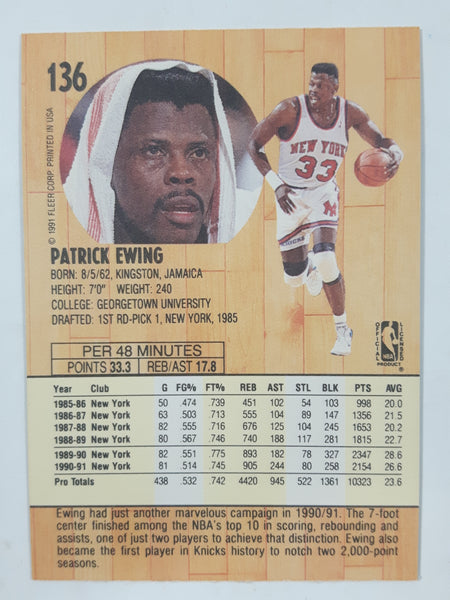 136
© 1991 FLEER CORP. PRINTED IN USA
NEW YORK
33
PATRICK EWING
BORN: 8/5/62, KINGSTON, JAMAICA
HEIGHT: 7'0" WEIGHT: 240
COLLEGE: GEORGETOWN UNIVERSITY
DRAFTED: 1ST RD-PICK 1, NEW YORK, 1985
OFFICIAL LICENSED
NBA
PRODUCT
PER 48 MINUTES
POINTS 33.3 REB/AST 17.8
Year Club G FG% FT% REB AST STL BLK PTS AVG
1985-86 New York 50 .474 .739 451 102 54 103 998 20.0
1986-87 New York 63 .503 .713 555 104 89 147 1356 21.5
1987-88 New York 82 .555 .716 676 125 104 245 1653 20.2
1988-89 New York 80 .567 .746 740 188 117 281 1815 22.7
1989-90 New York 82 .551 .775 893 182 78 327 2347 28.6
1990-91 New York 81 .514 .745 905 244 80 258 2154 26.6
Pro Totals 438 .532 .742 4420 945 522 1361 10323 23.6
Ewing had just another marvelous campaign in 1990/91. The 7-foot
center finished among the NBA's top 10 in scoring, rebounding and
assists, one of just two players to achieve that distinction. Ewing also
became the first player in Knicks history to notch two 2,000-point
seasons.